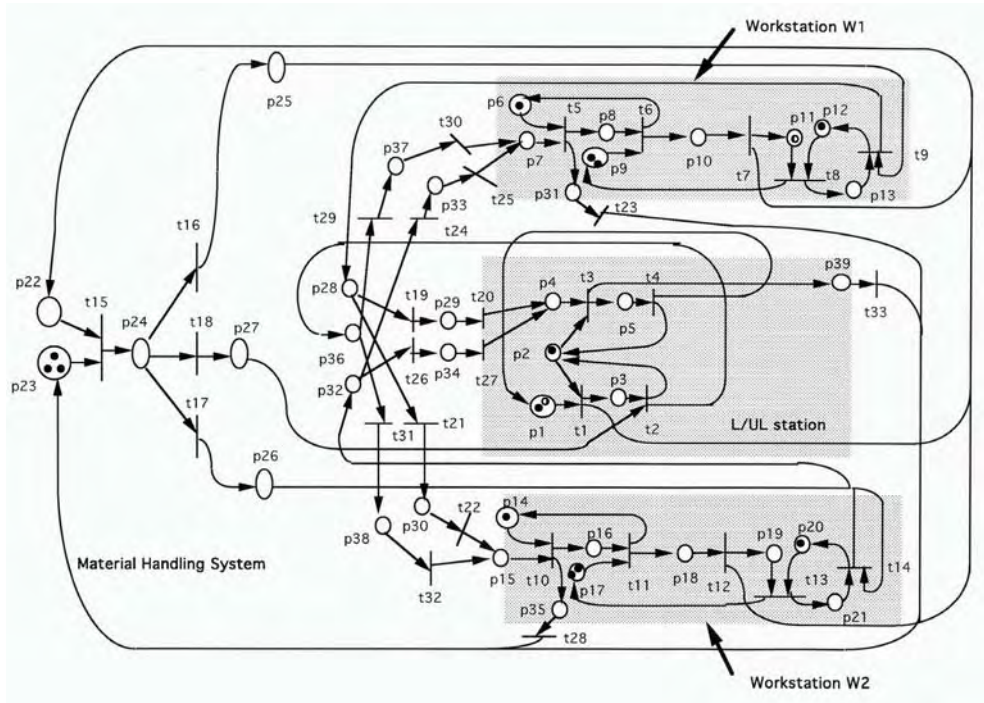 Workstation W1
p25
p6
t5
p8
t6
p11
p12
t30
p37
p7
p9
p10
t7
t8
p13
t9
p33
t25
p31
t23
t29
t24
t16
p22
t15
p28
t19
p29
t20
p4
t3
t4
p39
p24
t18
p27
p36
p5
t33
p23
p2
p32
t26
p34
t27
p3
t17
p1
t1
t2
L/UL station
t31
t21
p26
p14
p30
t22
p16
p19
p20
p38
Material Handling System
p15
t10
p17
t11
p18
t12
t13
t14
t32
p35
p21
t28
Workstation W2